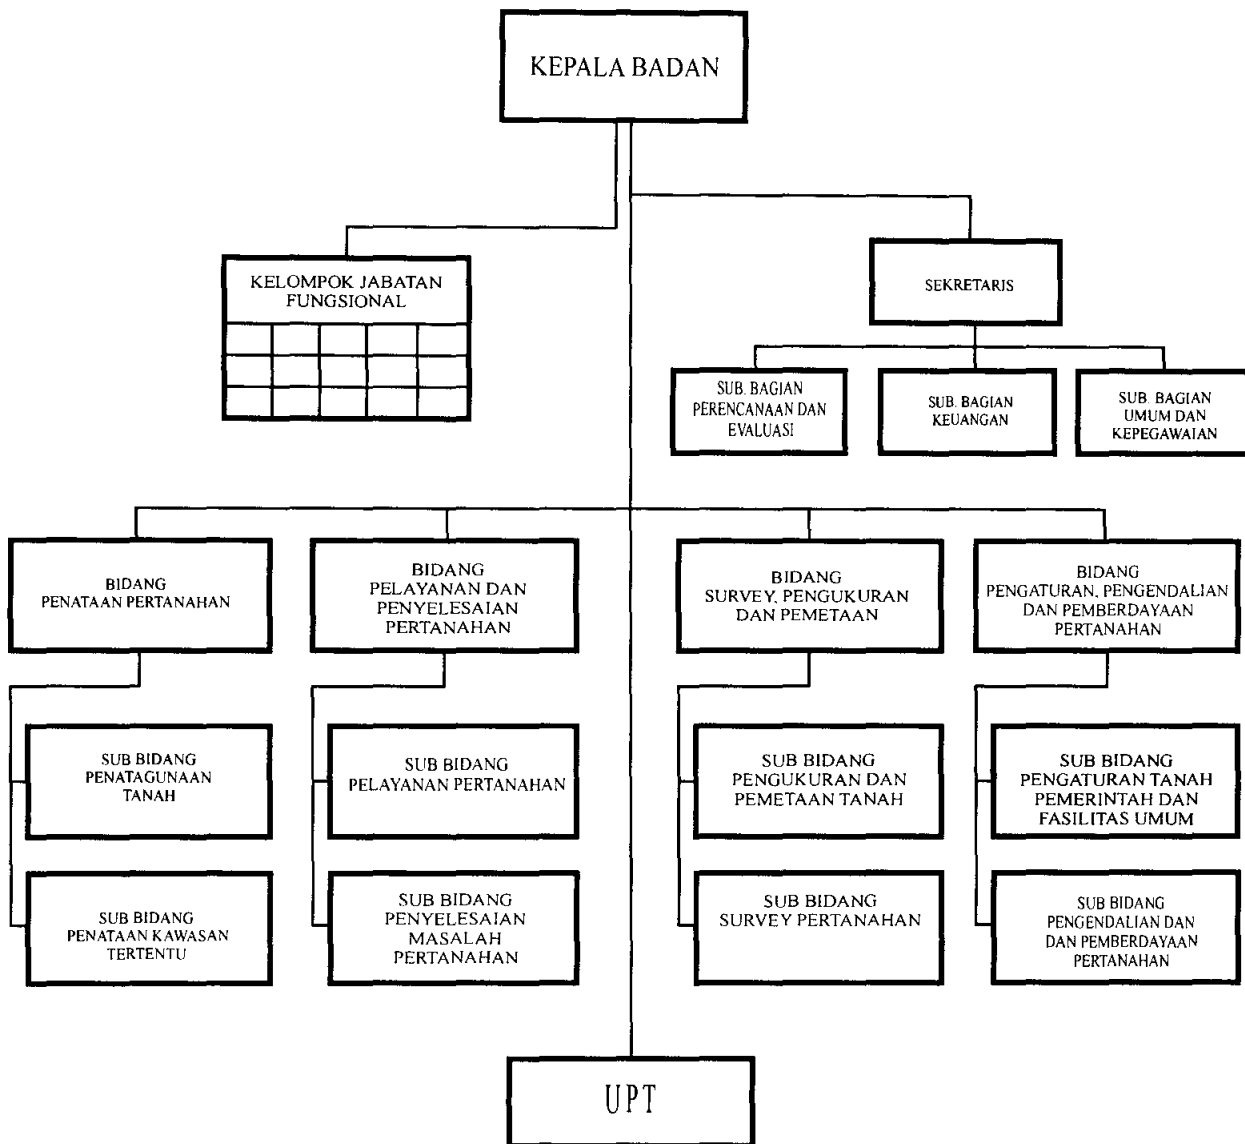 KEPALA BADAN
KELOMPOK JABATAN
FUNGSIONAL
SEKRETARIS
SUB. BAGIAN
PERENCANAAN DAN
EVALUASI
SUB. BAGIAN
KEUANGAN
SUB. BAGIAN
UMUM DAN
KEPEGAWAIAN
BIDANG
PENATAAN PERTANAHAN
BIDANG
PELAYANAN DAN
PENYELESAIAN
PERTANAHAN
BIDANG
SURVEY, PENGUKURAN
DAN PEMETAAN
BIDANG
PENGATURAN, PENGENDALIAN
DAN PEMBERDAYAAN
PERTANAHAN
SUB BIDANG
PENATAGUNAAN
TANAH
SUB BIDANG
PELAYANAN PERTANAHAN
SUB BIDANG
PENGUKURAN DAN
PEMETAAN TANAH
SUB BIDANG
PENGATURAN TANAH
PEMERINTAH DAN
FASILITAS UMUM
SUB BIDANG
PENATAAN KAWASAN
TERTENTU
SUB BIDANG
PENYELESAIAN
MASALAH
PERTANAHAN
SUB BIDANG
SURVEY PERTANAHAN
SUB BIDANG
PENGENDALIAN DAN
DAN PEMBERDAYAAN
PERTANAHAN
UPT